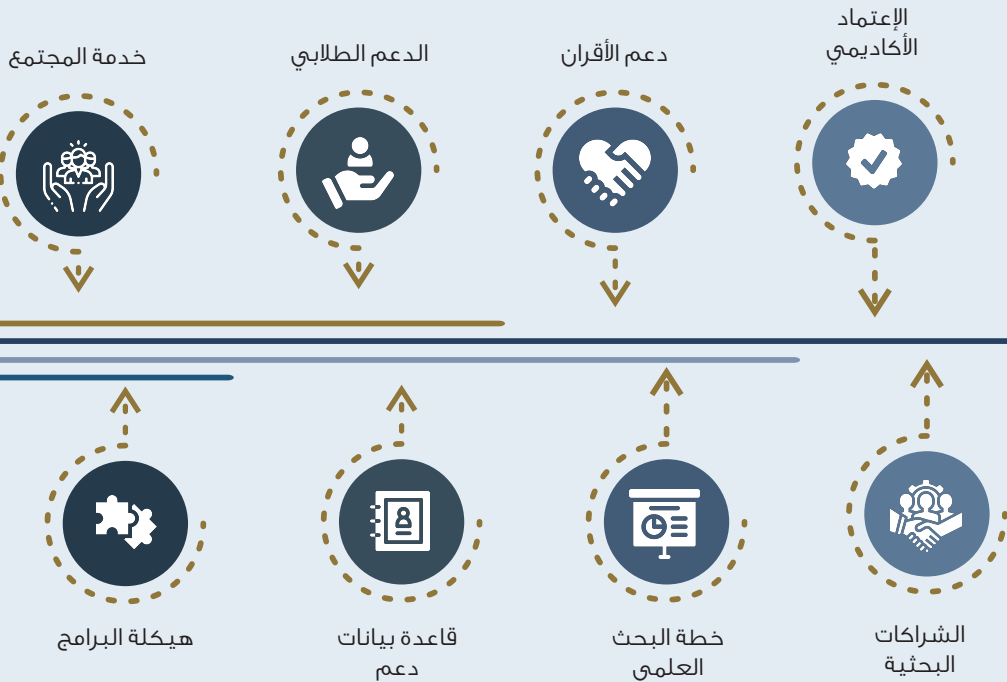 الإعتماد
الأكاديمي
دعم الأقران
الدعم الطلابي
خدمة المجتمع
الشراكات
البحثية
خطة البحث
العلمي
قاعدة بيانات
دعم
هيكلة البرامج